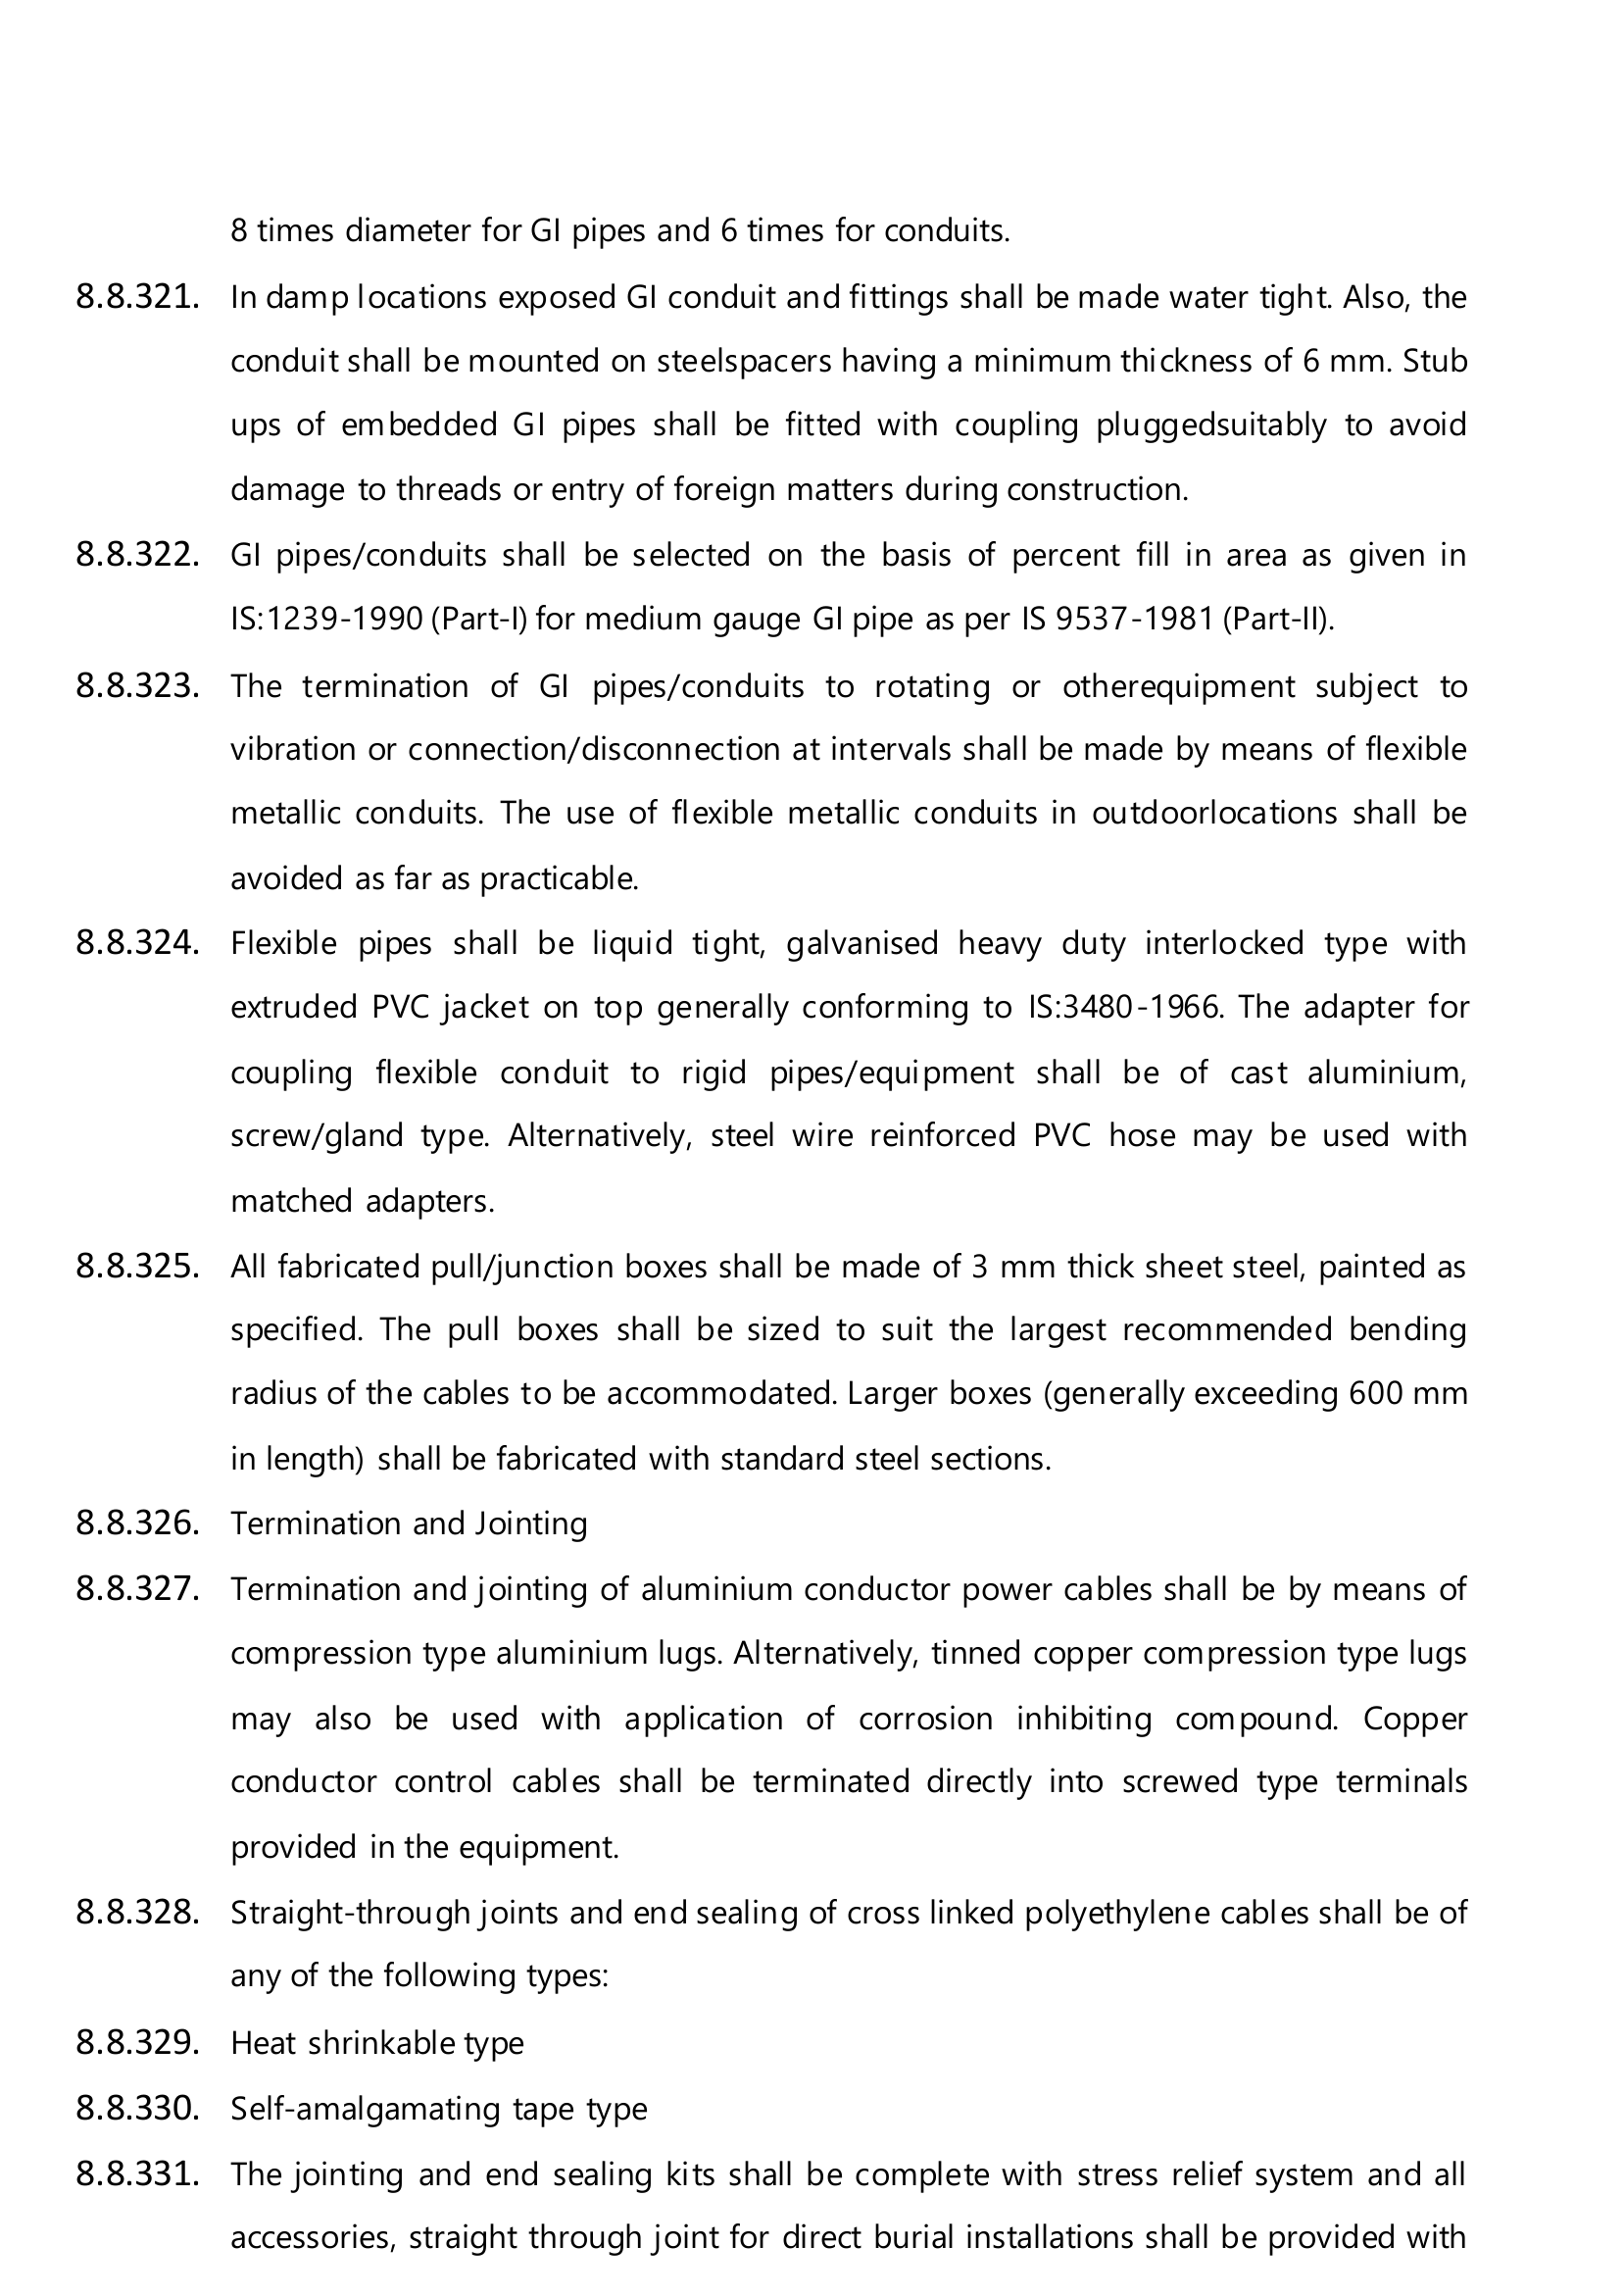 8 times diameter for GI pipes and 6 times for conduits.
8.8.321. In damp locations exposed GI conduit and fittings shall be made water tight. Also, the
conduit shall be mounted on steelspacers having a minimum thickness of 6 mm. Stub
ups of embedded GI pipes shall be fitted with coupling pluggedsuitably to avoid
damage to threads or entry of foreign matters during construction.
8.8.322. GI pipes/conduits shall be selected on the basis of percent fill in area as given in
IS:1239-1990 (Part-I) for medium gauge GI pipe as per IS 9537-1981 (Part-II).
8.8.323. The termination of GI pipes/conduits to rotating or otherequipment subject to
vibration or connection/disconnection at intervals shall be made by means of flexible
metallic conduits. The use of flexible metallic conduits in outdoorlocations shall be
avoided as far as practicable.
8.8.324. Flexible pipes shall be liquid tight, galvanised heavy duty interlocked type with
extruded PVC jacket on top generally conforming to IS:3480-1966. The adapter for
coupling flexible conduit to rigid pipes/equipment shall be of cast aluminium,
screw/gland type. Alternatively, steel wire reinforced PVC hose may be used with
matched adapters.
8.8.325. All fabricated pull/junction boxes shall be made of 3 mm thick sheet steel, painted as
specified. The pull boxes shall be sized to suit the largest recommended bending
radius of the cables to be accommodated. Larger boxes (generally exceeding 600 mm
in length) shall be fabricated with standard steel sections.
8.8.326. Termination and Jointing
8.8.327. Termination and jointing of aluminium conductor power cables shall be by means of
compression type aluminium lugs. Alternatively, tinned copper compression type lugs
may also be used with application of corrosion inhibiting compound. Copper
conductor control cables shall be terminated directly into screwed type terminals
provided in the equipment.
8.8.328. Straight-through joints and end sealing of cross linked polyethylene cables shall be of
any of the following types:
8.8.329. Heat shrinkable type
8.8.330. Self-amalgamating tape type
8.8.331. The jointing and end sealing kits shall be complete with stress relief system and all
accessories, straight through joint for direct burial installations shall be provided with